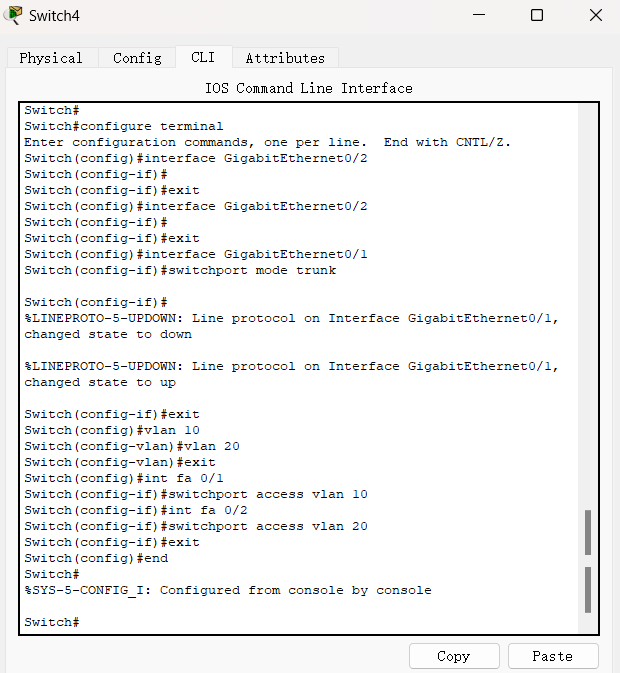 Switch4
Physical Config CLI Attributes
IOS Command Line Interface
Switch#
Switch#configure terminal
Enter configuration commands, one per line.  End with CNTL/Z.
Switch(config)#interface GigabitEthernet0/2
Switch(config-if)#
Switch(config-if)#exit
Switch(config)#interface GigabitEthernet0/2
Switch(config-if)#
Switch(config-if)#exit
Switch(config)#interface GigabitEthernet0/1
Switch(config-if)#switchport mode trunk
Switch(config-if)#
%LINEPROTO-5-UPDOWN: Line protocol on Interface GigabitEthernet0/1,
changed state to down
%LINEPROTO-5-UPDOWN: Line protocol on Interface GigabitEthernet0/1,
changed state to up
Switch(config-if)#exit
Switch(config)#vlan 10
Switch(config-vlan)#vlan 20
Switch(config-vlan)#exit
Switch(config)#int fa 0/1
Switch(config-if)#switchport access vlan 10
Switch(config-if)#int fa 0/2
Switch(config-if)#switchport access vlan 20
Switch(config-if)#exit
Switch(config)#end
Switch#
%SYS-5-CONFIG_I: Configured from console by console
Switch#
Copy Paste